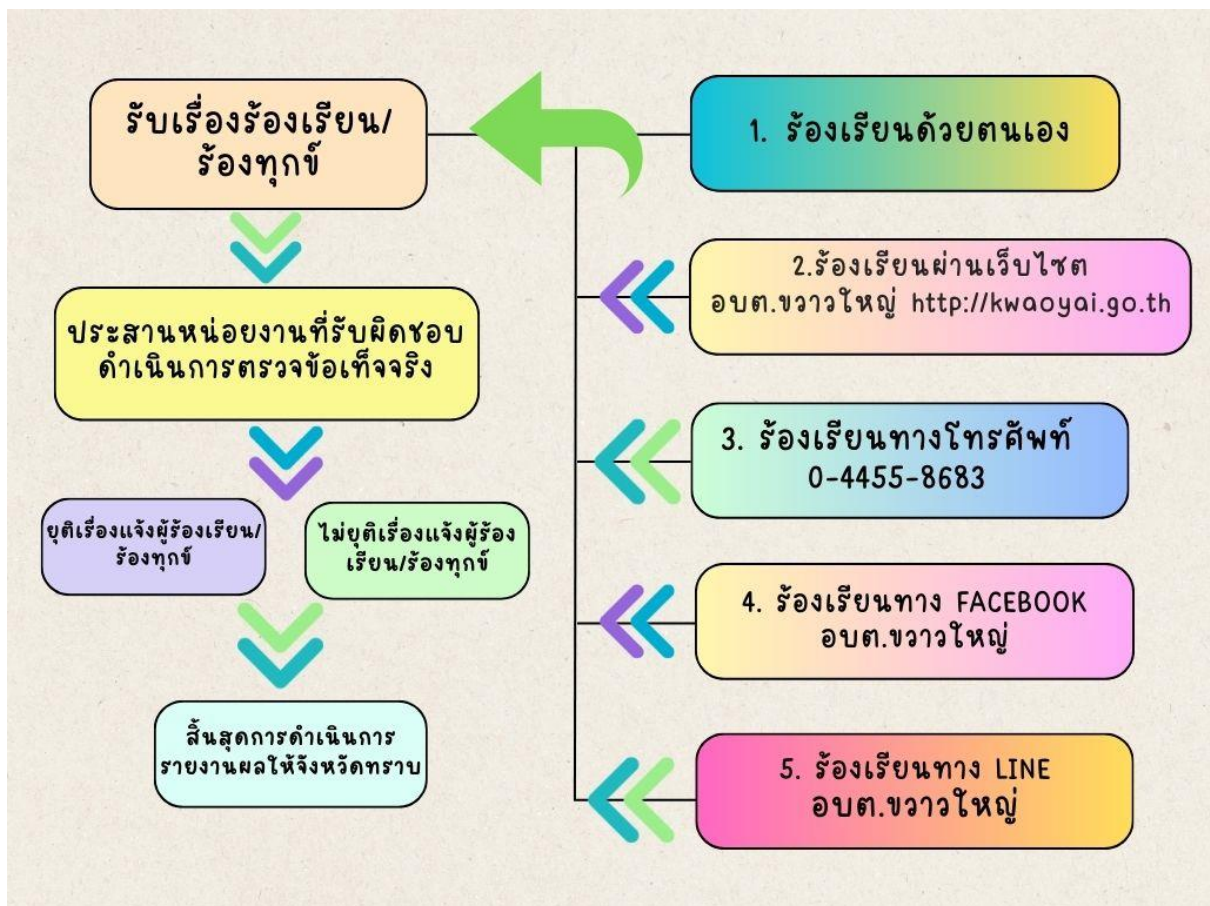 รับเรื่องร้องเรียน/
ร้องทุกข์
ประสานหน่อยงานที่รับผิดชอบ
ดำเนินการตรวจข้อเท็จจริง
ยุติเรื่องแจ้งผู้ร้องเรียน/
ร้องทุกข์
ไม่ยุติเรื่องแจ้งผู้ร้อง
เรียน/ร้องทุกข์
สิ้นสุดการดำเนินการ
รายงานผลให้จังหวัดทราบ
1. ร้องเรียนด้วยตนเอง
2.ร้องเรียนผ่านเว็บไซต
อบต.ขวาวใหญ่ http://kwaoyai.go.th
3. ร้องเรียนทางโทรศัพท์
0-4455-8683
4. ร้องเรียนทาง FACEBOOK
อบต.ขวาวใหญ่
5. ร้องเรียนทาง LINE
อบต.ขวาวใหญ่